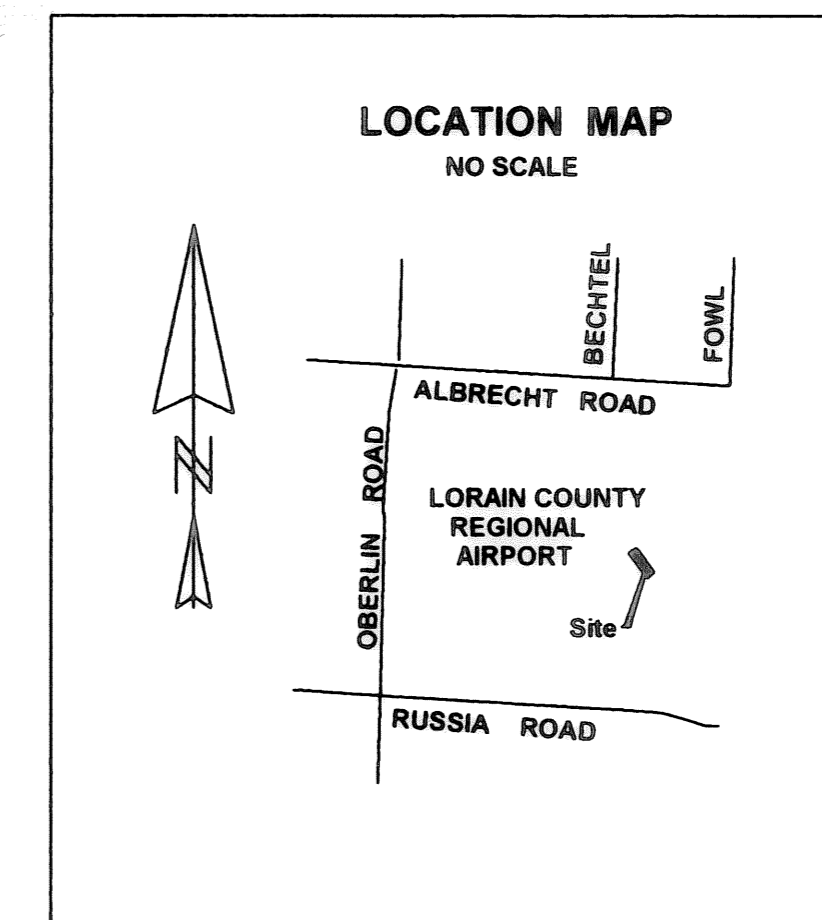 LOCATION MAP
NO SCALE
BECHTEL
FOWL
ALBRECHT ROAD
OBERLIN ROAD
N
LORAIN COUNTY
REGIONAL
AIRPORT
Site
RUSSIA ROAD